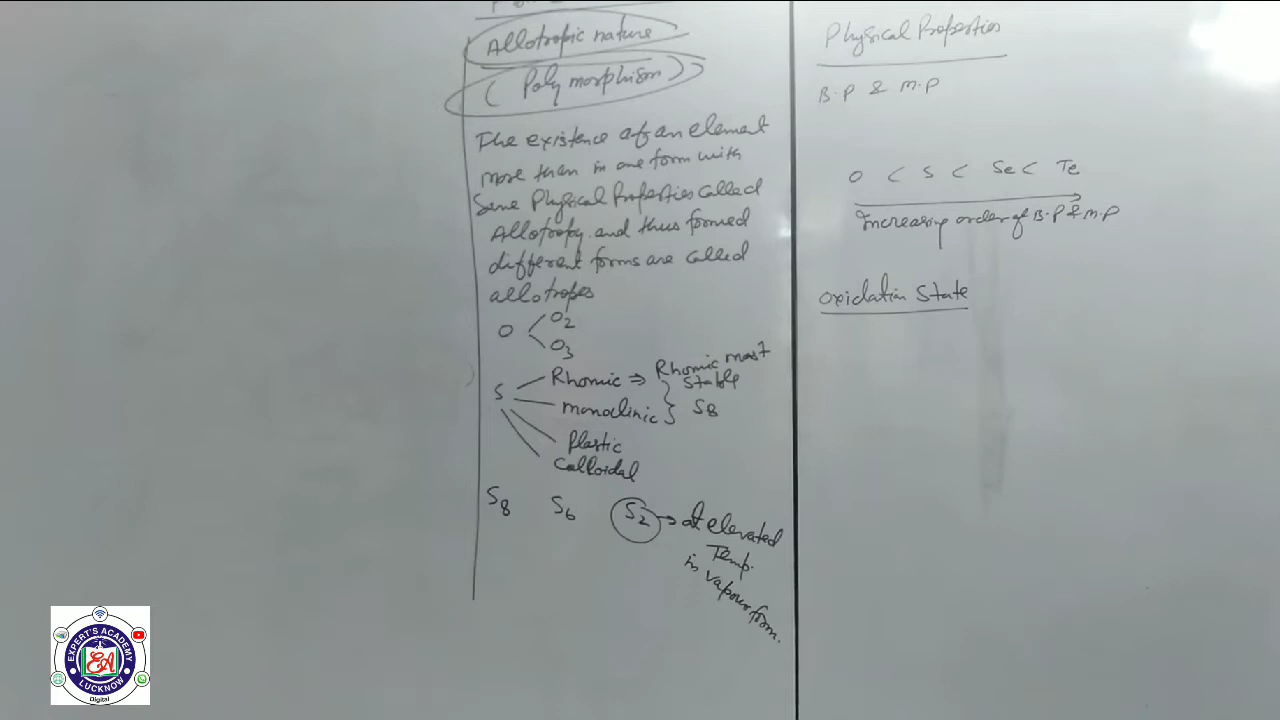 Allotropic nature
(Polymorphism)
The existence of an element
more than in one form with
Same Physical Properties called
Allotropy and thus formed
different forms are called
allotropes
O O2
O3
S Rhomic ⇒ Rhomic most
stable
monoclinic } S8
Plastic
Colloidal
S8 S6 S2 → at elevated
Temp.
in vapour form.
Physical Properties
B.P & M.P
O < S < Se < Te
Increasing order of B.P & M.P
Oxidation State
EXPERT'S ACADEMY
EA
LUCKNOW
Digital